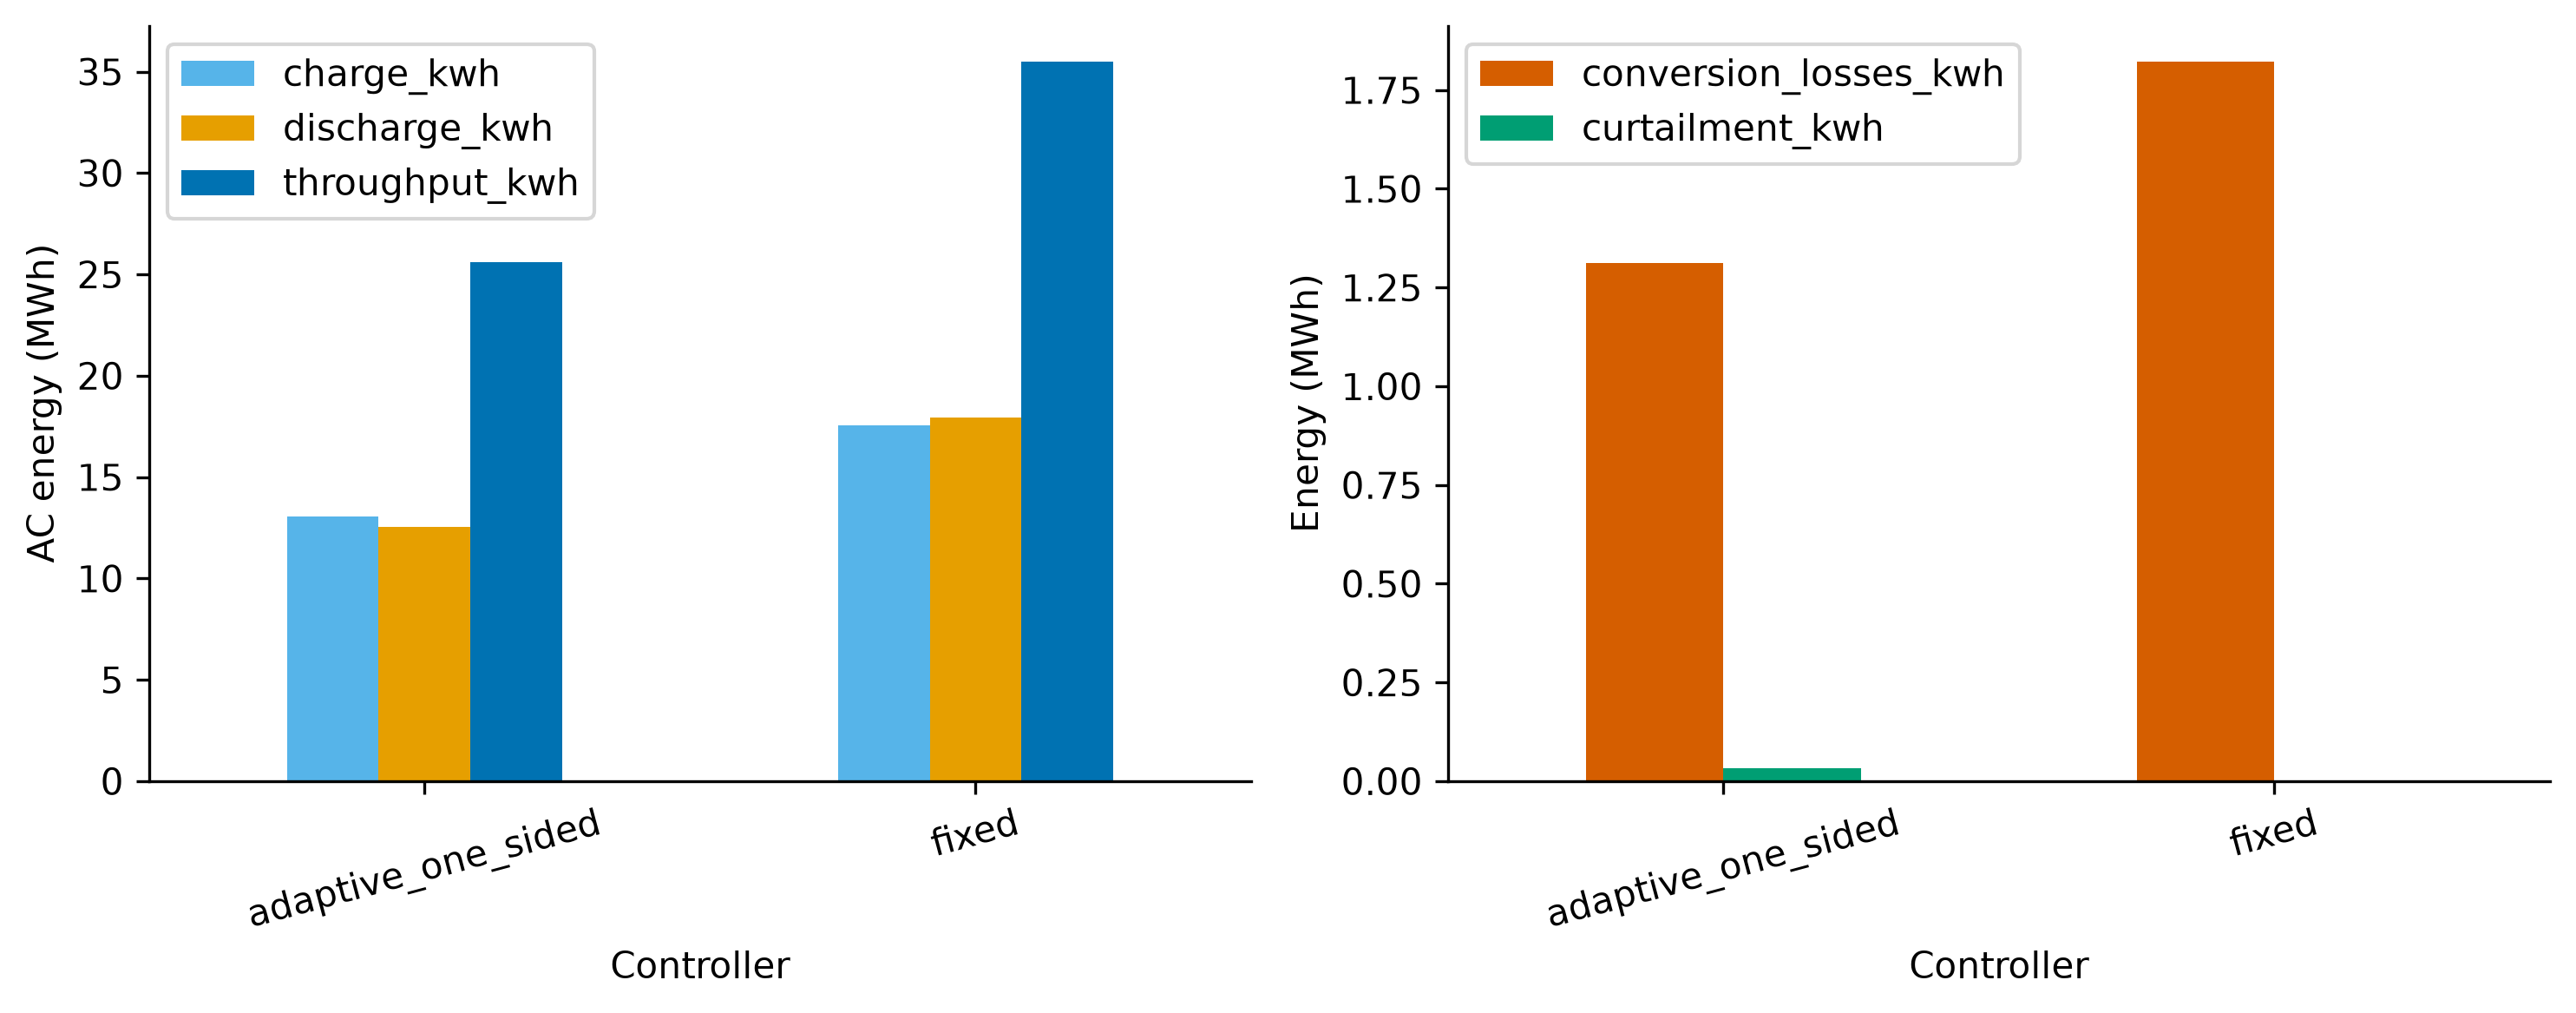 charge_kwh
discharge_kwh
throughput_kwh
AC energy (MWh)
35
30
25
20
15
10
5
0
adaptive_one_sided
fixed
Controller
conversion_losses_kwh
curtailment_kwh
Energy (MWh)
1.75
1.50
1.25
1.00
0.75
0.50
0.25
0.00
adaptive_one_sided
fixed
Controller